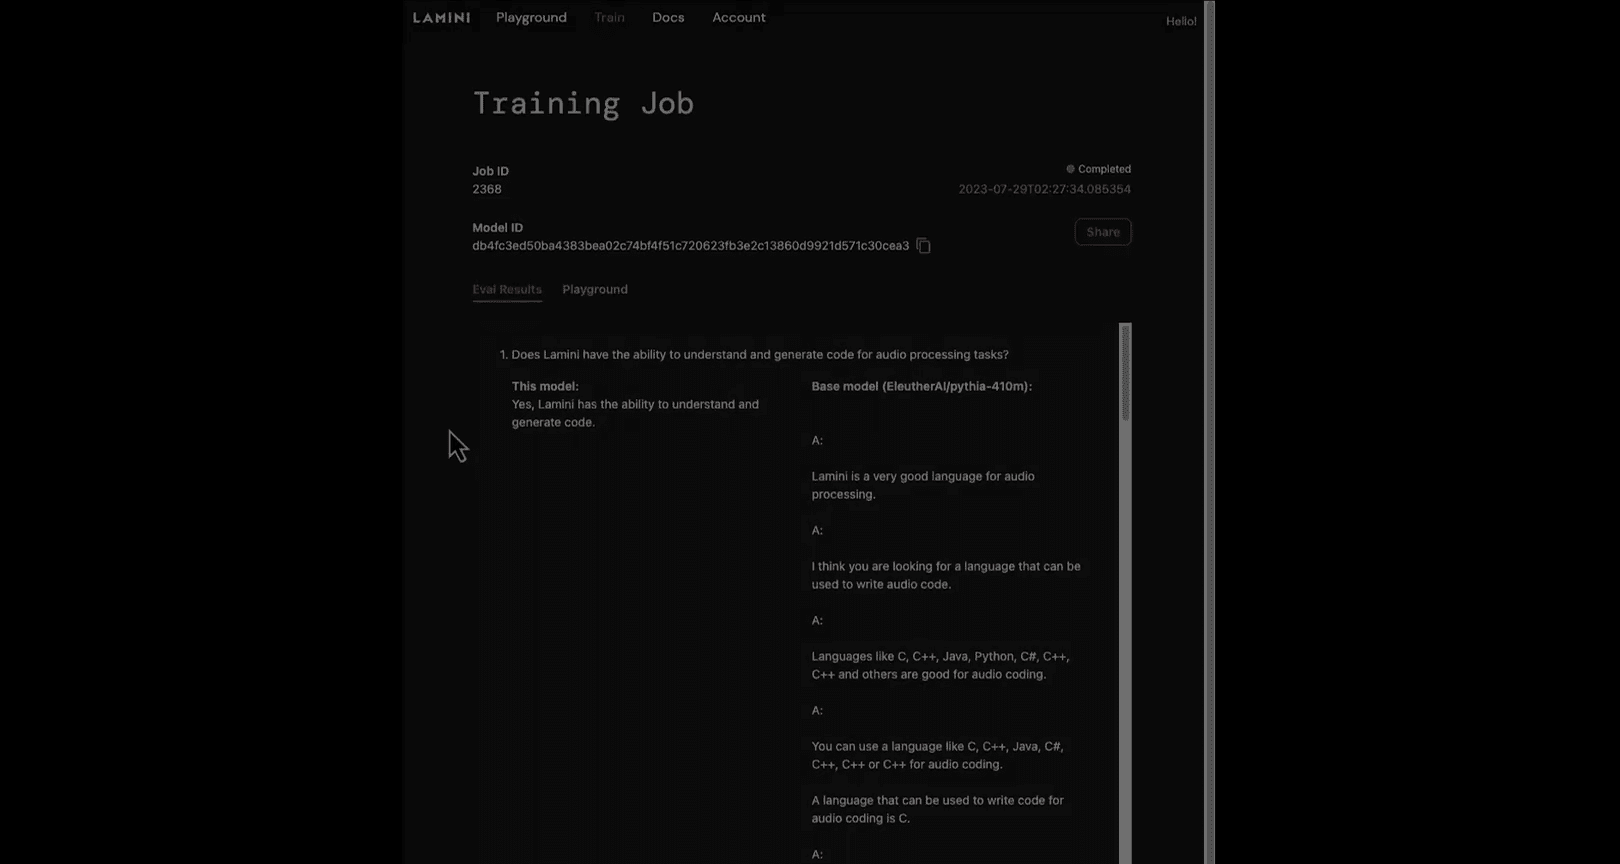 LAMINI Playground Train Docs Account
Hello!
Training Job
Job ID
2368
Completed
2023-07-29T02:27:34.085354
Model ID
db4fc3ed50ba4383bea02c74bf4f51c720623fb3e2c13860d9921d571c30cea3
Share
Eval Results Playground
1. Does Lamini have the ability to understand and generate code for audio processing tasks?
This model:
Yes, Lamini has the ability to understand and
generate code.
Base model (EleutherAI/pythia-410m):
A:
Lamini is a very good language for audio
processing.
A:
I think you are looking for a language that can be
used to write audio code.
A:
Languages like C, C++, Java, Python, C#, C++,
C++ and others are good for audio coding.
A:
You can use a language like C, C++, Java, C#,
C++, C++ or C++ for audio coding.
A language that can be used to write code for
audio coding is C.
A: